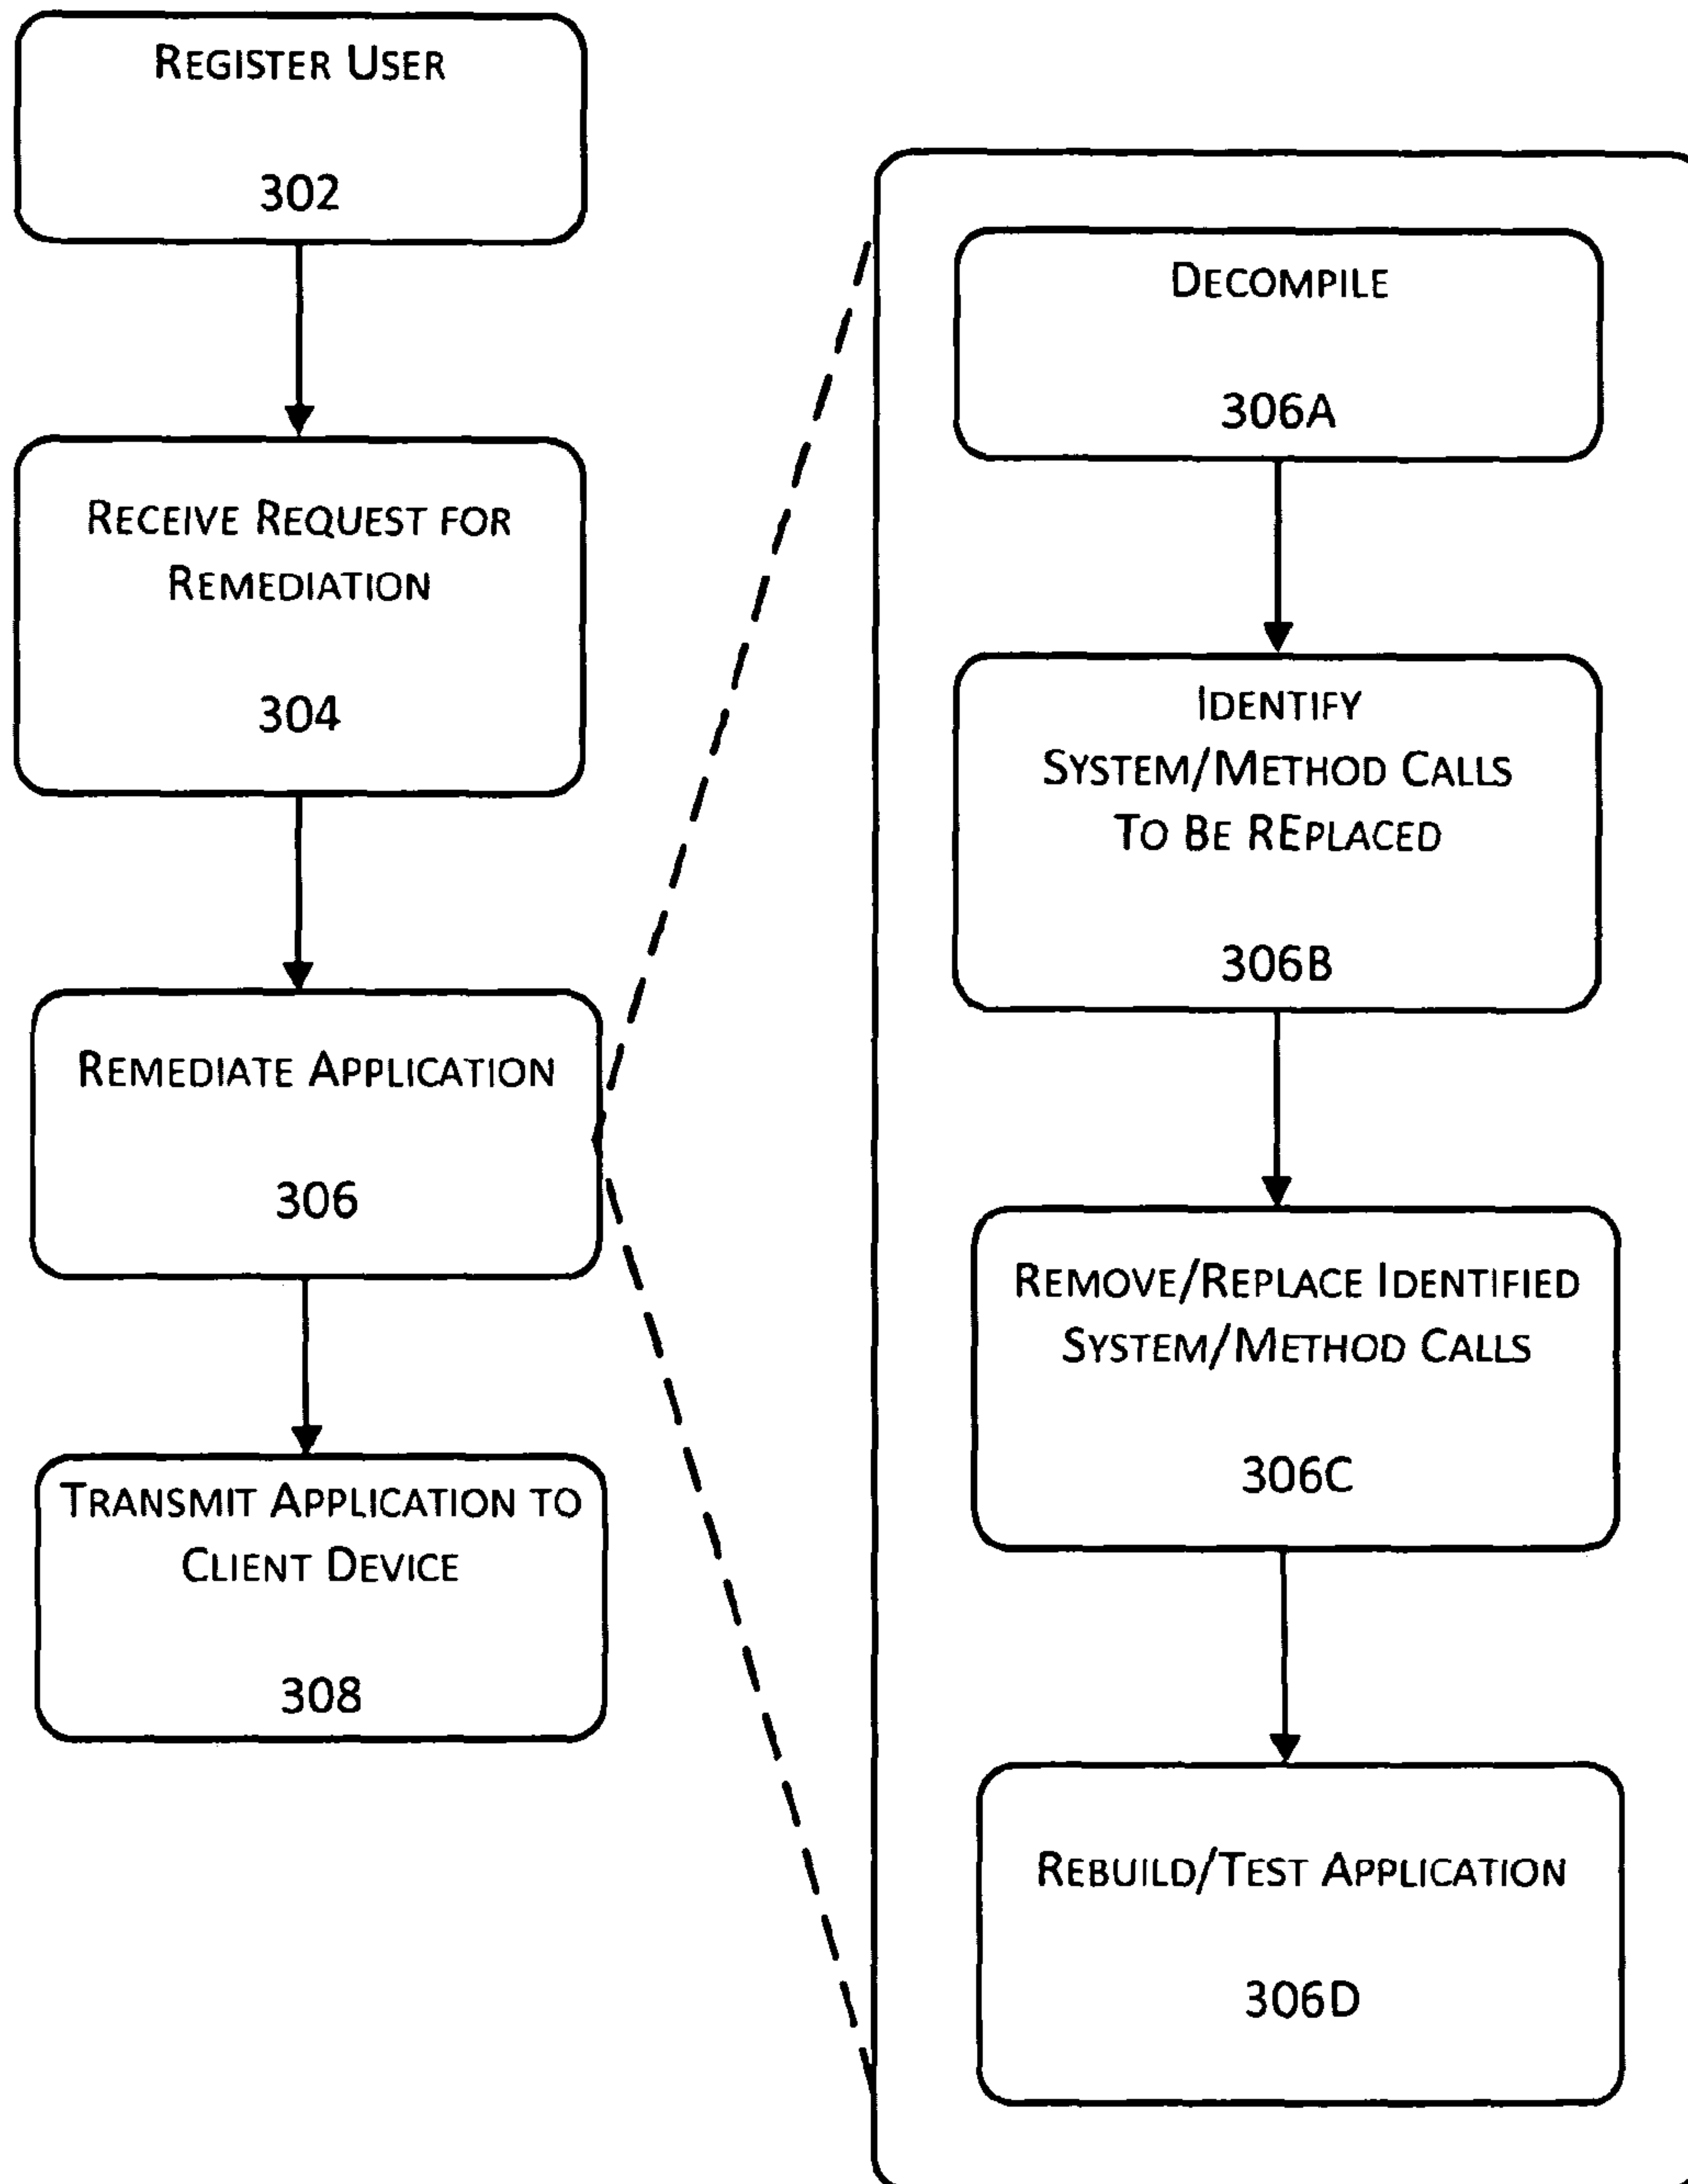 REGISTER USER
302
RECEIVE REQUEST FOR
REMEDIATION
304
REMEDIATE APPLICATION
306
TRANSMIT APPLICATION TO
CLIENT DEVICE
308
DECOMPILE
306A
IDENTIFY
SYSTEM/METHOD CALLS
TO BE REPLACED
306B
REMOVE/REPLACE IDENTIFIED
SYSTEM/METHOD CALLS
306C
REBUILD/TEST APPLICATION
306D